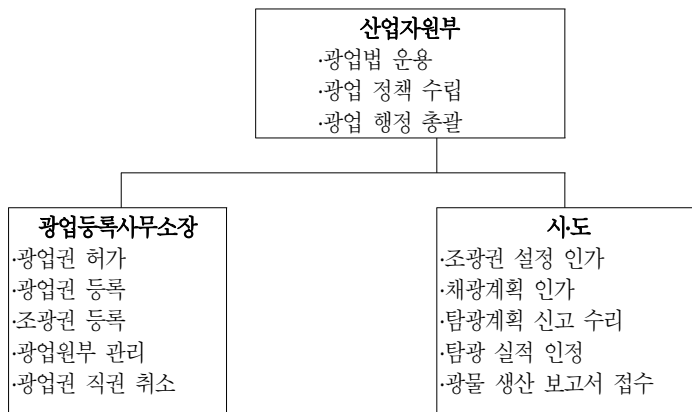 산업자원부
·광업법 운용
·광업 정책 수립
·광업 행정 총괄
광업등록사무소장
·광업권 허가
·광업권 등록
·조광권 등록
·광업원부 관리
·광업권 직권 취소
시·도
·조광권 설정 인가
·채광계획 인가
·탐광계획 신고 수리
·탐광 실적 인정
·광물 생산 보고서 접수